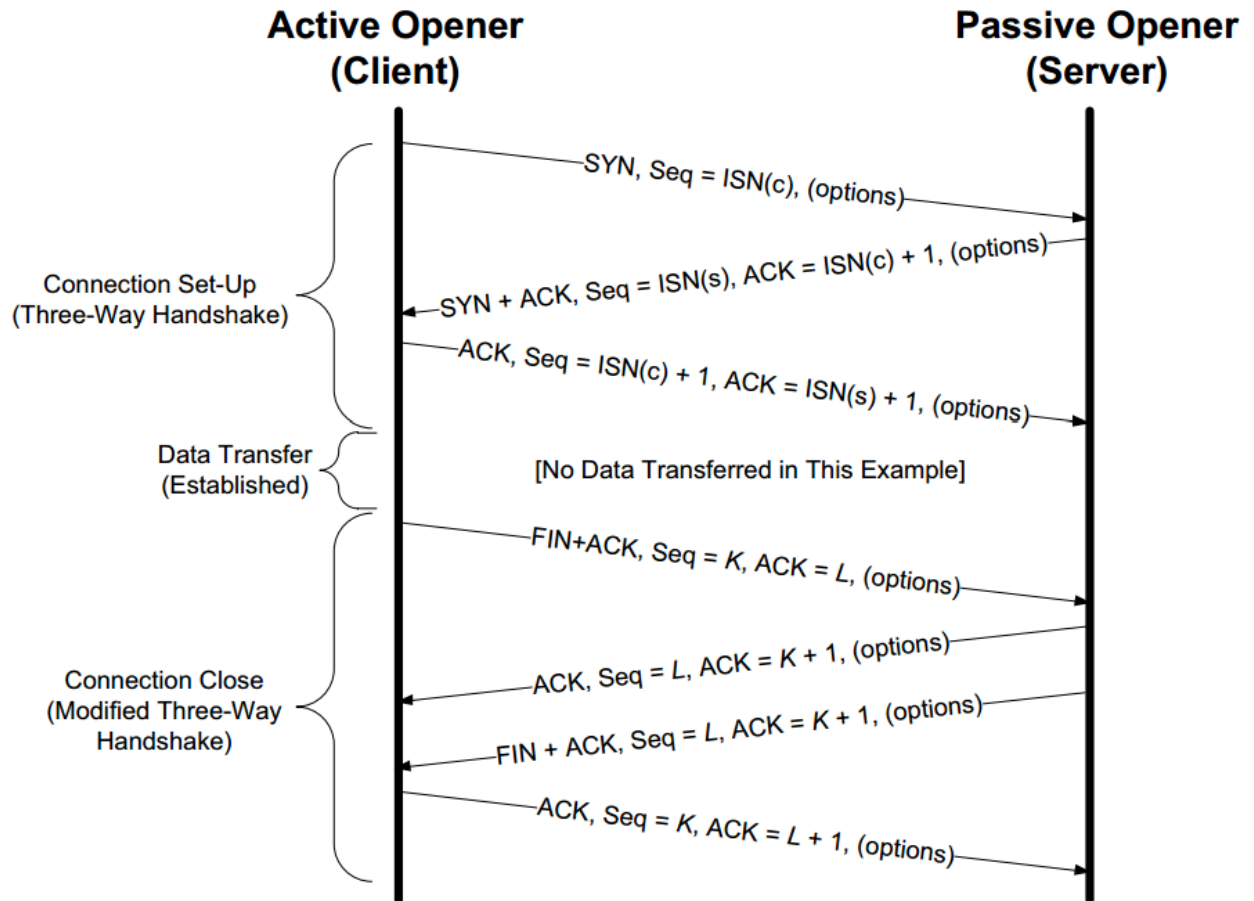 Active Opener
(Client)
Passive Opener
(Server)
SYN, Seq = ISN(c), (options)
SYN + ACK, Seq = ISN(s), ACK = ISN(c) + 1, (options)
Connection Set-Up
(Three-Way Handshake)
ACK, Seq = ISN(c) + 1, ACK = ISN(s) + 1, (options)
Data Transfer
(Established)
[No Data Transferred in This Example]
FIN+ACK, Seq = K, ACK = L, (options)
ACK, Seq = L, ACK = K + 1, (options)
Connection Close
(Modified Three-Way
Handshake)
FIN + ACK, Seq = L, ACK = K + 1, (options)
ACK, Seq = K, ACK = L + 1, (options)